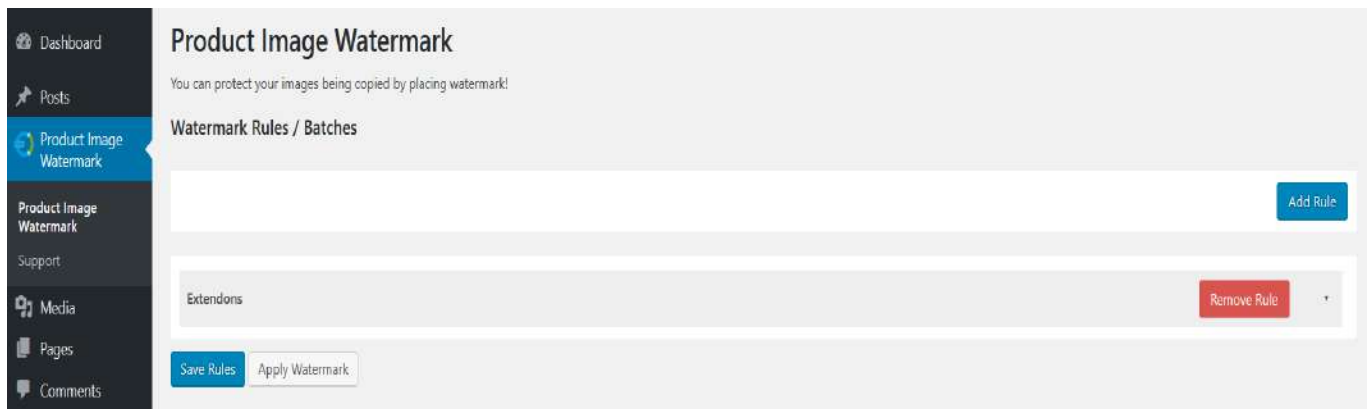 Dashboard
Posts
Product Image
Watermark
Product Image
Watermark
Support
Media
Pages
Comments
Product Image Watermark
You can protect your images being copied by placing watermark!
Watermark Rules / Batches
Add Rule
Extendons
Remove Rule
Save Rules
Apply Watermark